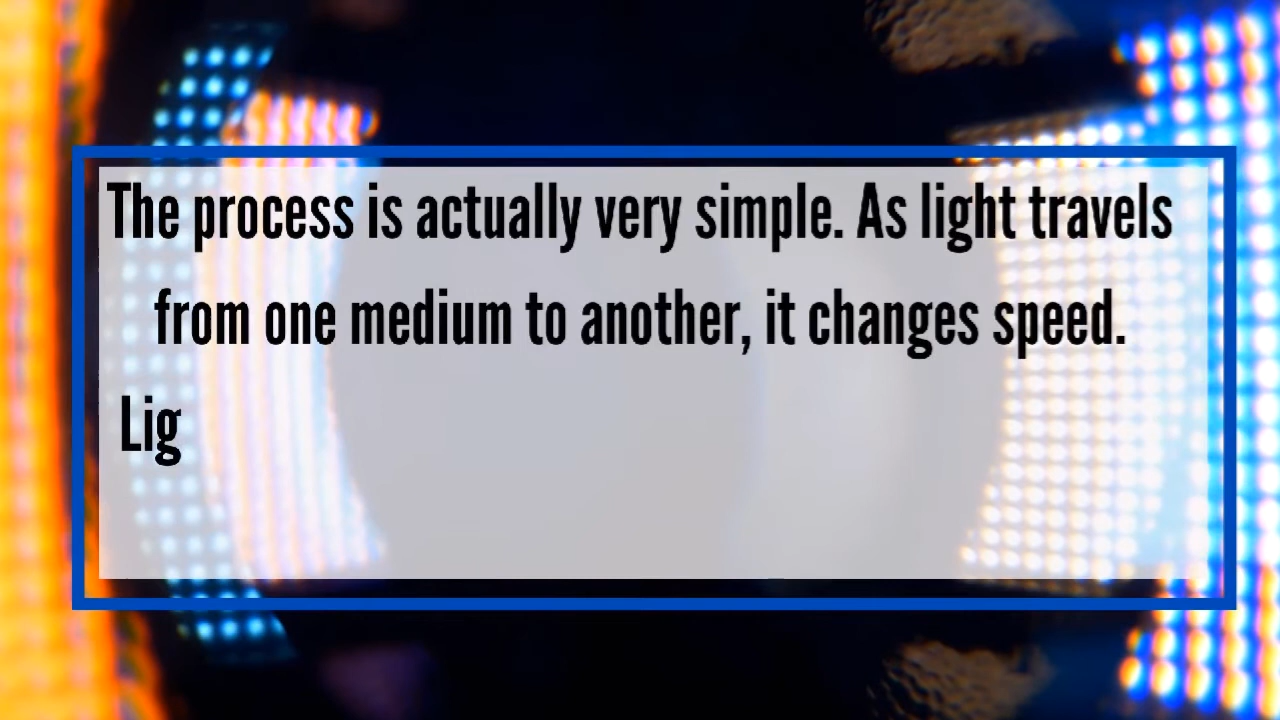 The process is actually very simple. As light travels
from one medium to another, it changes speed.
Lig